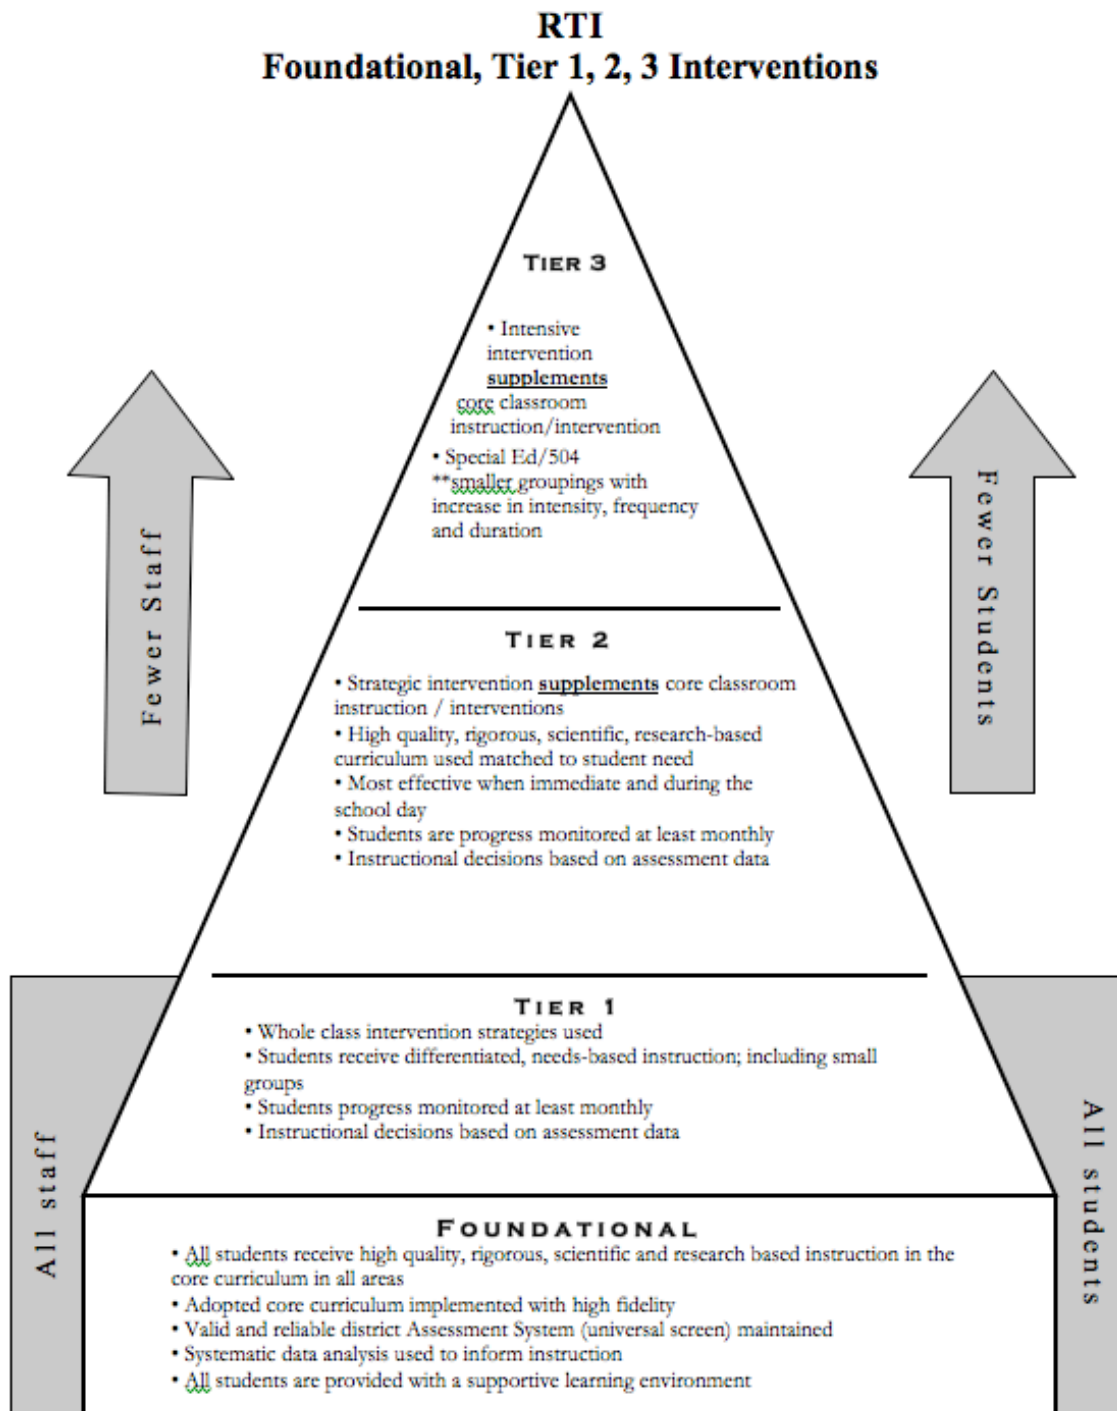 RTI
Foundational, Tier 1, 2, 3 Interventions
TIER 3
• Intensive
intervention
supplements
core classroom
instruction/intervention
• Special Ed/504
**smaller groupings with
increase in intensity, frequency
and duration
Fewer Staff
Fewer Students
TIER 2
• Strategic intervention supplements core classroom
instruction / interventions
• High quality, rigorous, scientific, research-based
curriculum used matched to student need
• Most effective when immediate and during the
school day
• Students are progress monitored at least monthly
• Instructional decisions based on assessment data
TIER 1
• Whole class intervention strategies used
• Students receive differentiated, needs-based instruction; including small
groups
• Students progress monitored at least monthly
• Instructional decisions based on assessment data
All staff
All students
FOUNDATIONAL
• All students receive high quality, rigorous, scientific and research based instruction in the
core curriculum in all areas
• Adopted core curriculum implemented with high fidelity
• Valid and reliable district Assessment System (universal screen) maintained
• Systematic data analysis used to inform instruction
• All students are provided with a supportive learning environment